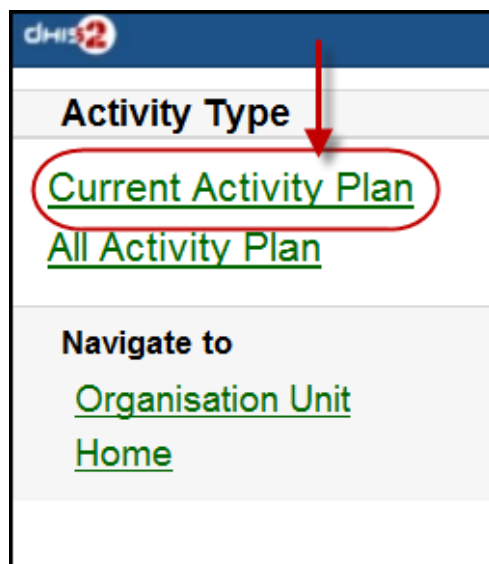 dHIS2
Activity Type
Current Activity Plan
All Activity Plan
Navigate to
Organisation Unit
Home